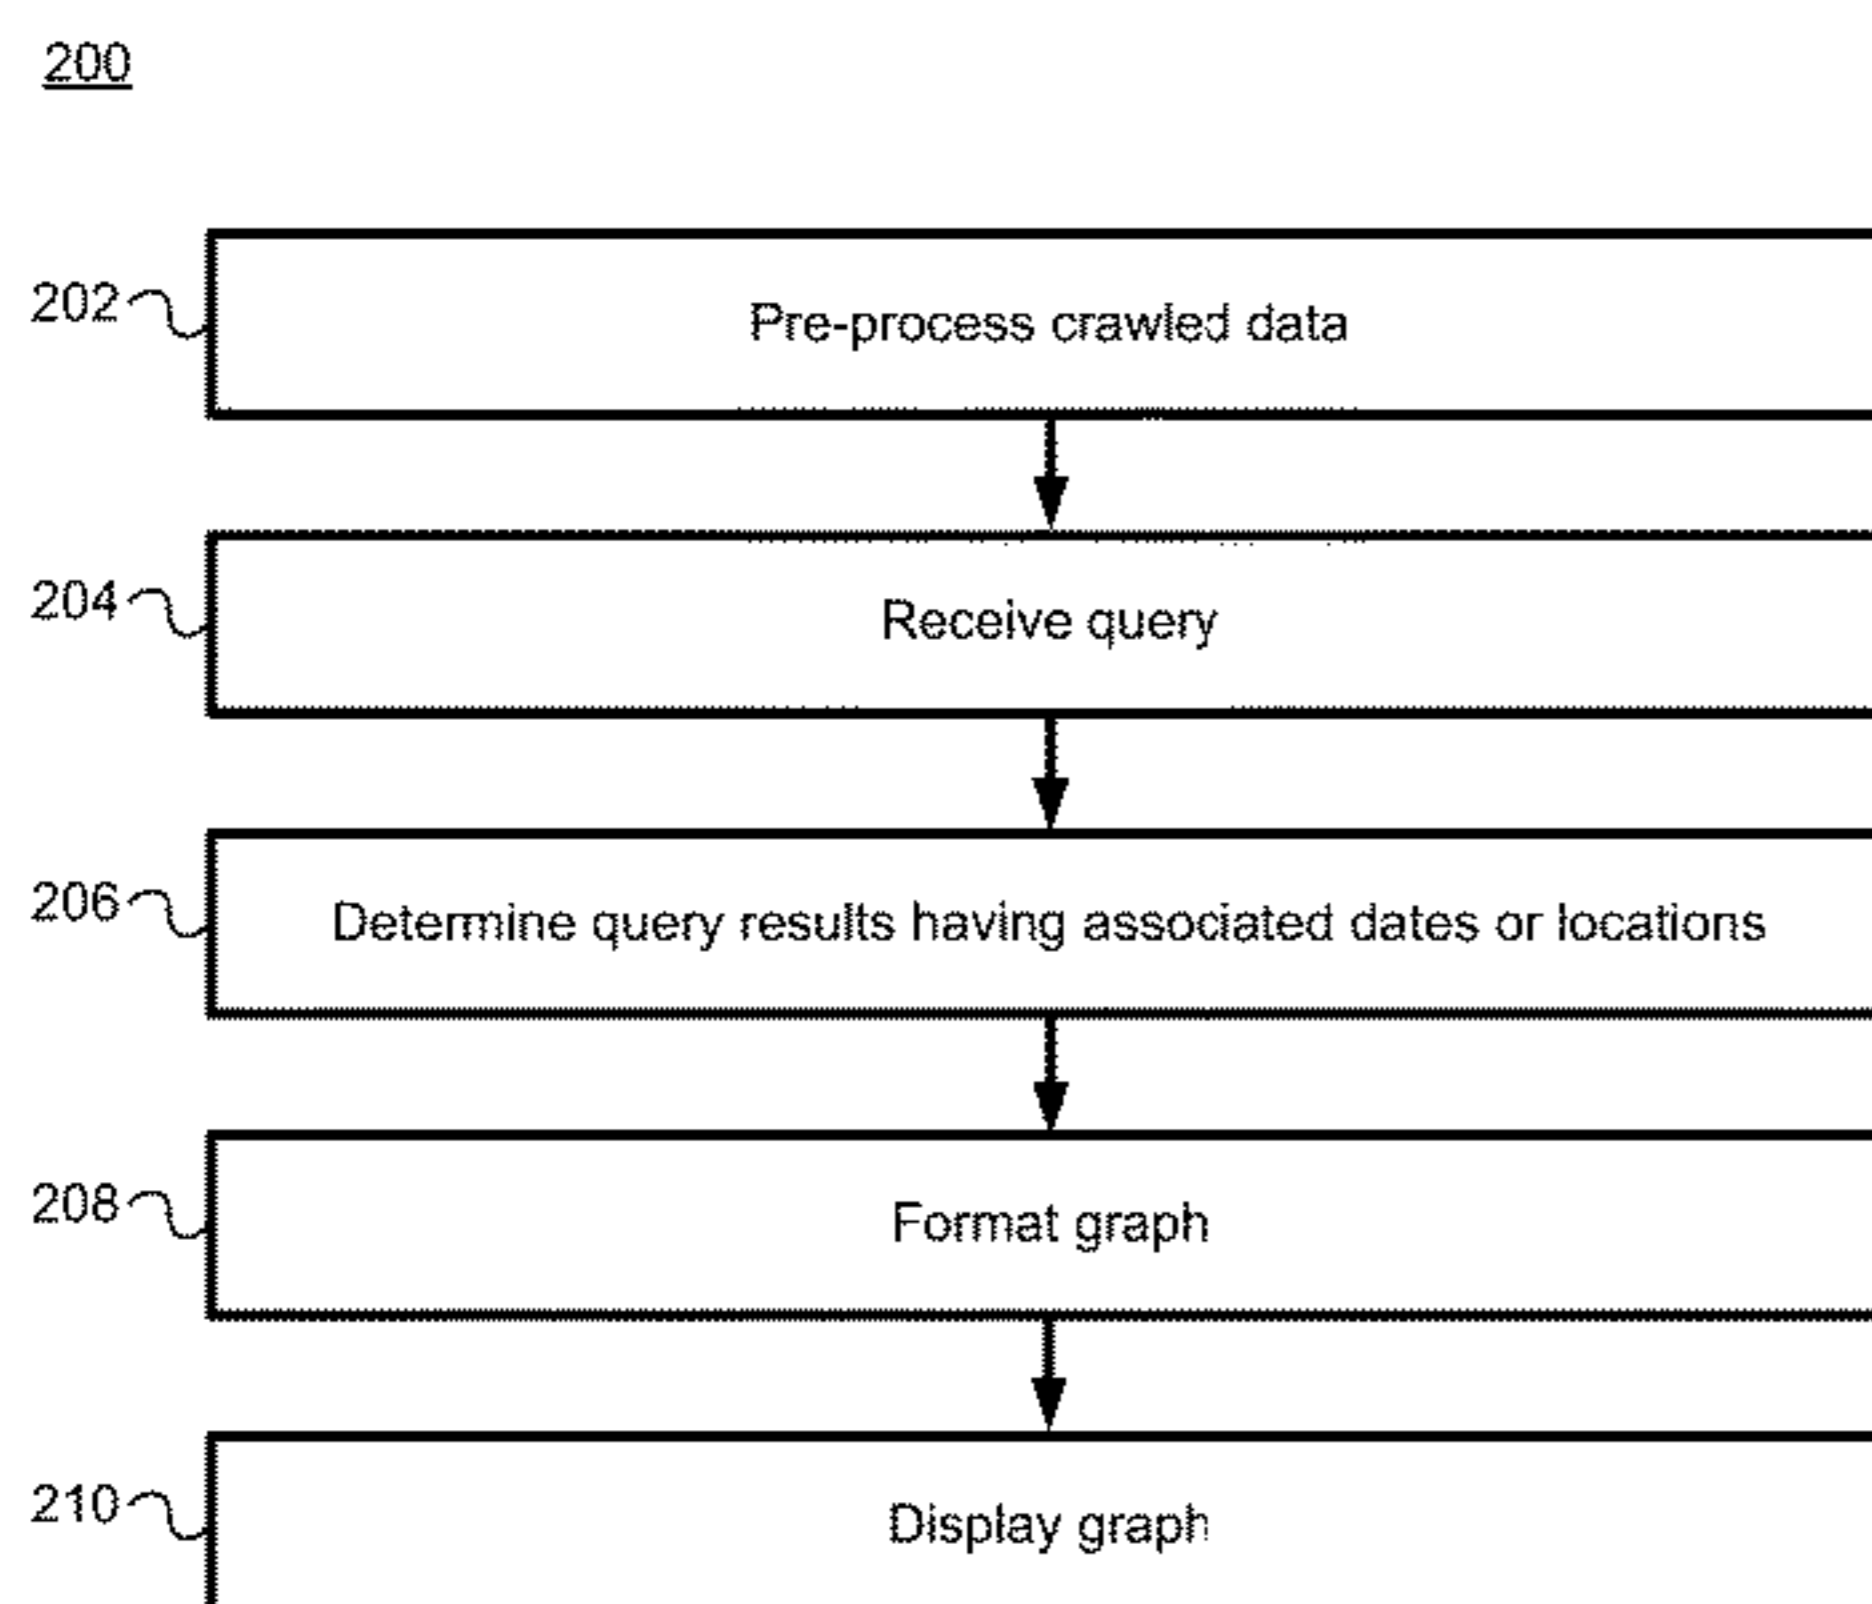 200
202
Pre-process crawled data
204
Receive query
206
Determine query results having associated dates or locations
208
Format graph
210
Display graph